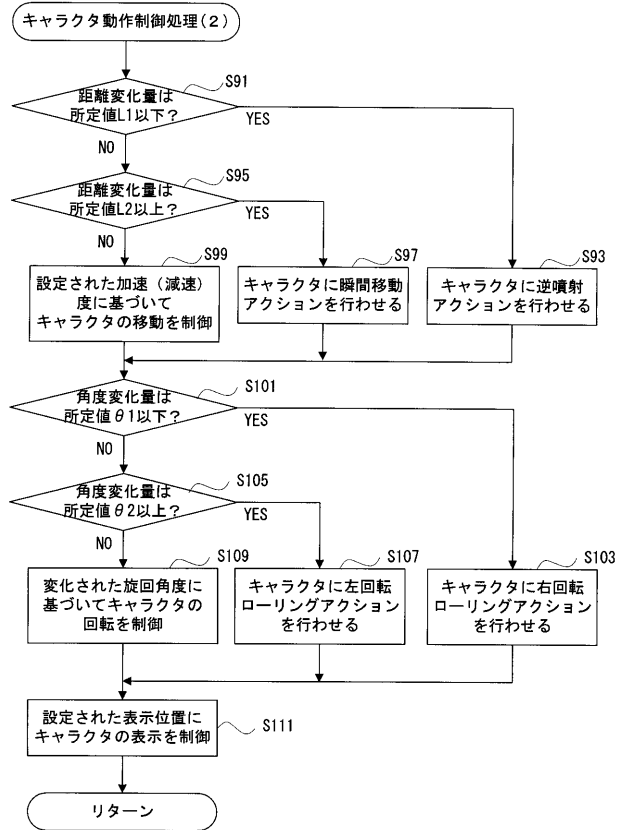 キャラクタ動作制御処理(2)
S91
距離変化量は
所定値L1以下?
YES
NO
S95
距離変化量は
所定値L2以上?
YES
NO
S99
設定された加速(減速)
度に基づいて
キャラクタの移動を制御
S97
キャラクタに瞬間移動
アクションを行わせる
S93
キャラクタに逆噴射
アクションを行わせる
S101
角度変化量は
所定値θ1以下?
YES
NO
S105
角度変化量は
所定値θ2以上?
YES
NO
S109
変化された旋回角度に
基づいてキャラクタの
回転を制御
S107
キャラクタに左回転
ローリングアクション
を行わせる
S103
キャラクタに右回転
ローリングアクション
を行わせる
設定された表示位置に
キャラクタの表示を制御
S111
リターン